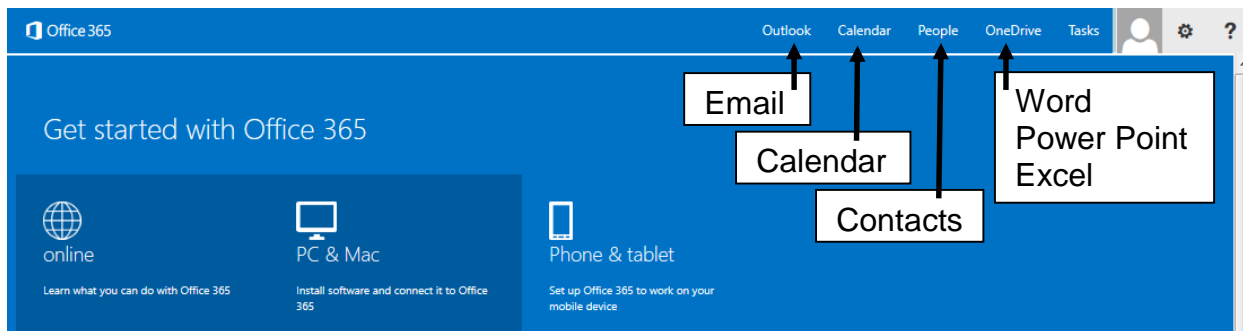 Office 365
Outlook Calendar People OneDrive Tasks ?
Email
Word
Power Point
Excel
Get started with Office 365
Calendar
Contacts
online
PC & Mac
Phone & tablet
Learn what you can do with Office 365
Install software and connect it to Office
365
Set up Office 365 to work on your
mobile device